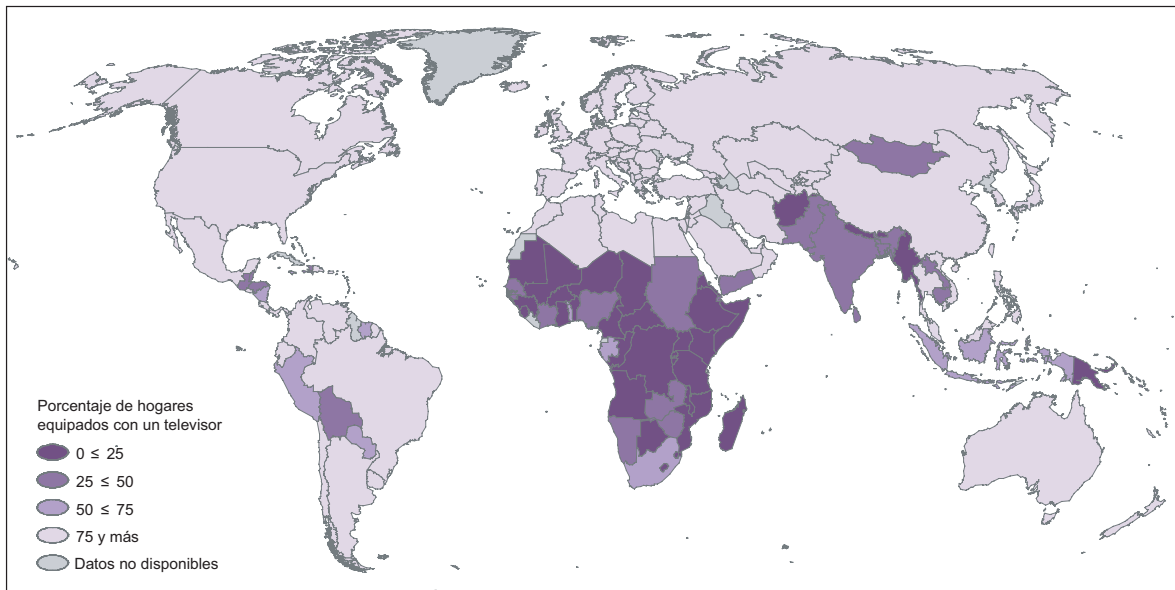 Porcentaje de hogares
equipados con un televisor
0 ≤ 25
25 ≤ 50
50 ≤ 75
75 y más
Datos no disponibles